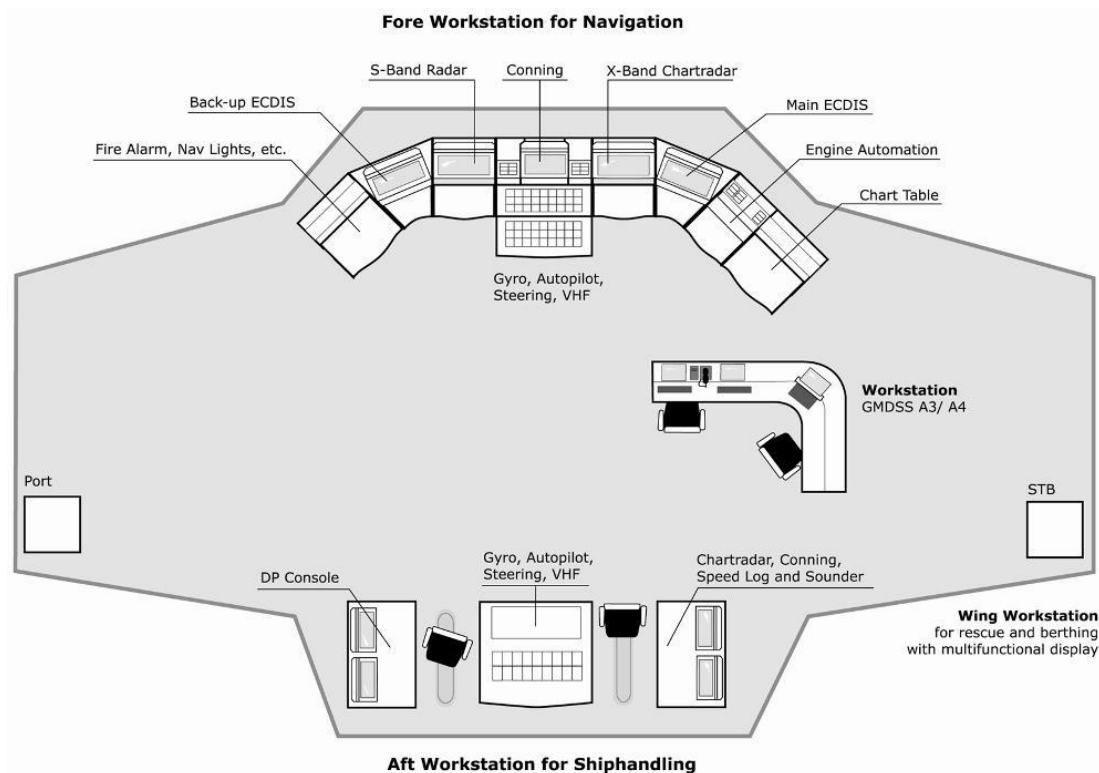 Fore Workstation for Navigation
S-Band Radar
Conning
X-Band Chartradar
Back-up ECDIS
Main ECDIS
Fire Alarm, Nav Lights, etc.
Engine Automation
Chart Table
Gyro, Autopilot,
Steering, VHF
Workstation
GMDSS A3/ A4
Port
STB
DP Console
Gyro, Autopilot,
Steering, VHF
Chartradar, Conning,
Speed Log and Sounder
Wing Workstation
for rescue and berthing
with multifunctional display
Aft Workstation for Shiphandling